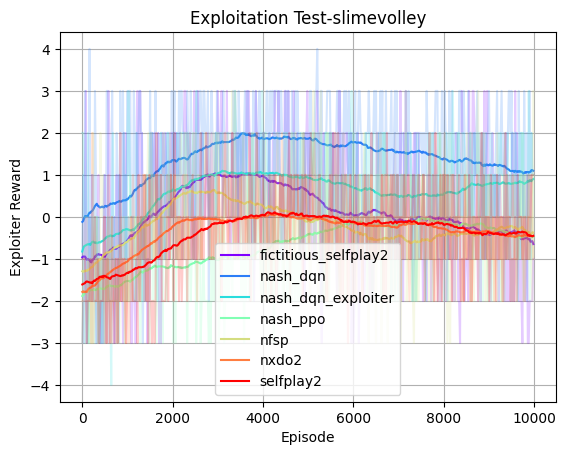 Exploitation Test-slimevolley
Exploiter Reward
4
3
2
1
0
−1
−2
−3
−4
fictitious_selfplay2
nash_dqn
nash_dqn_exploiter
nash_ppo
nfsp
nxdo2
selfplay2
0
2000
4000
6000
8000
10000
Episode